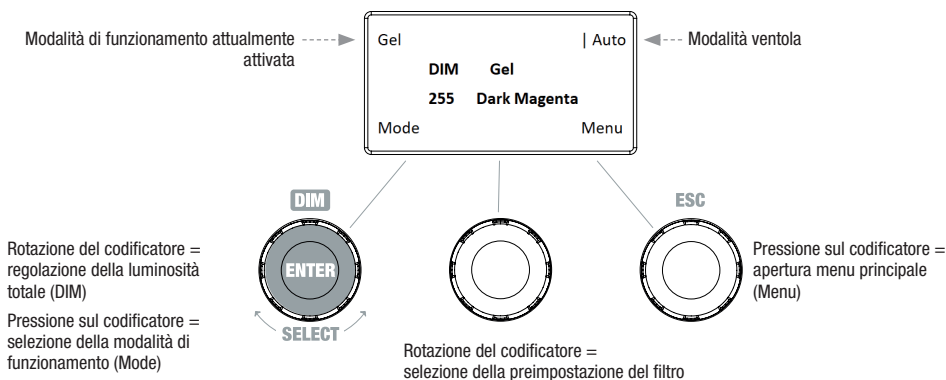 Modalità di funzionamento attualmente
attivata
Gel | Auto
Modalità ventola
DIM Gel
255 Dark Magenta
Mode Menu
DIM
ESC
ENTER
SELECT
Rotazione del codificatore =
regolazione della luminosità
totale (DIM)
Pressione sul codificatore =
selezione della modalità di
funzionamento (Mode)
Rotazione del codificatore =
selezione della preimpostazione del filtro
Pressione sul codificatore =
apertura menu principale
(Menu)